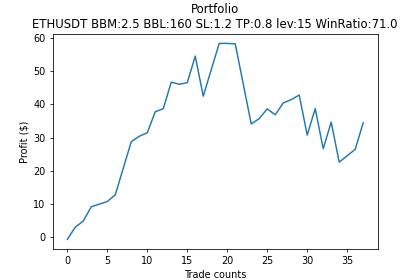 Portfolio
ETHUSDT BBM:2.5 BBL:160 SL:1.2 TP:0.8 lev:15 WinRatio:71.0
60
50
40
30
20
10
0
Profit ($)
0 5 10 15 20 25 30 35
Trade counts